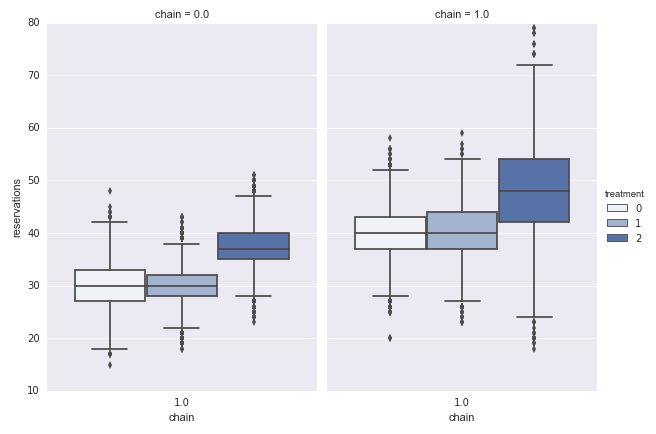 chain = 0.0
chain = 1.0
80
70
60
50
40
30
20
10
reservations
1.0
1.0
chain
chain
treatment
0
1
2